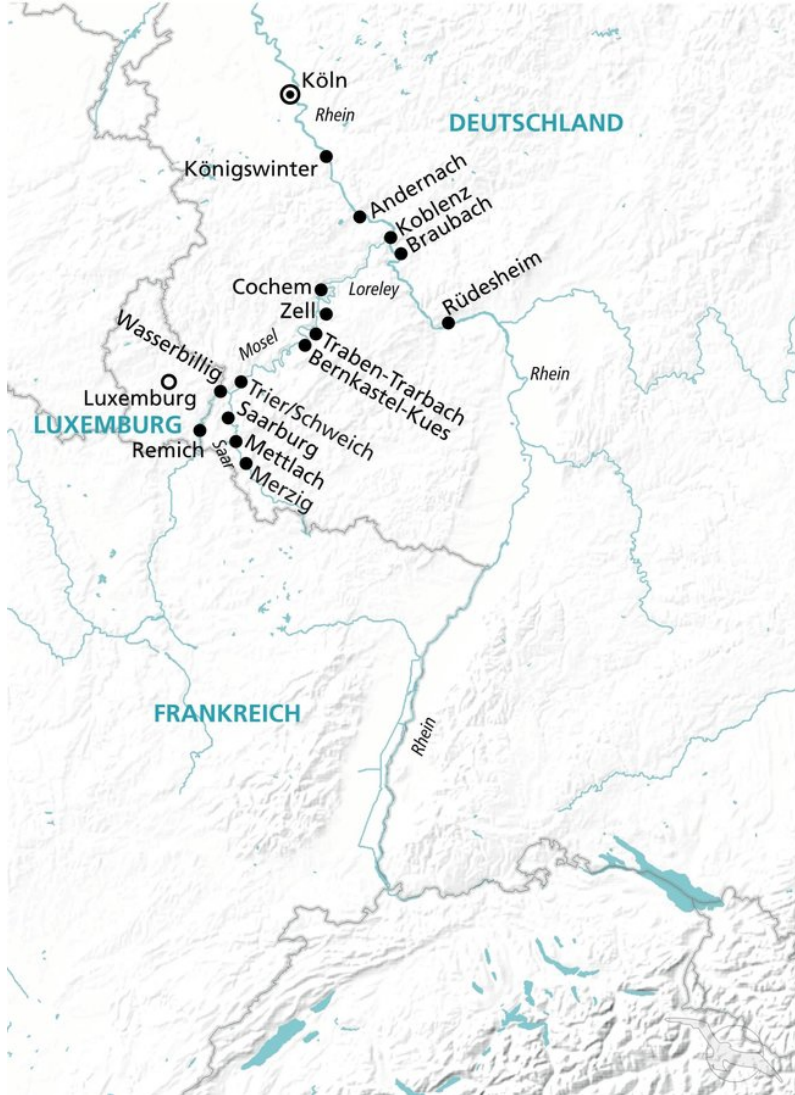 Köln
Rhein
DEUTSCHLAND
Königswinter
Andernach
Koblenz
Braubach
Cochem
Loreley
Zell
Rüdesheim
Wasserbillig
Mosel
Traben-Trarbach
Bernkastel-Kues
Rhein
Luxemburg
Trier/Schweich
LUXEMBURG
Saarburg
Remich
Saar
Mettlach
Merzig
FRANKREICH
Rhein